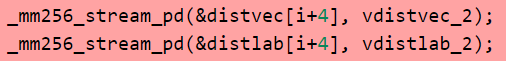 _mm256_stream_pd(&distvec[i+4], vdistvec_2);
_mm256_stream_pd(&distlab[i+4], vdistlab_2);